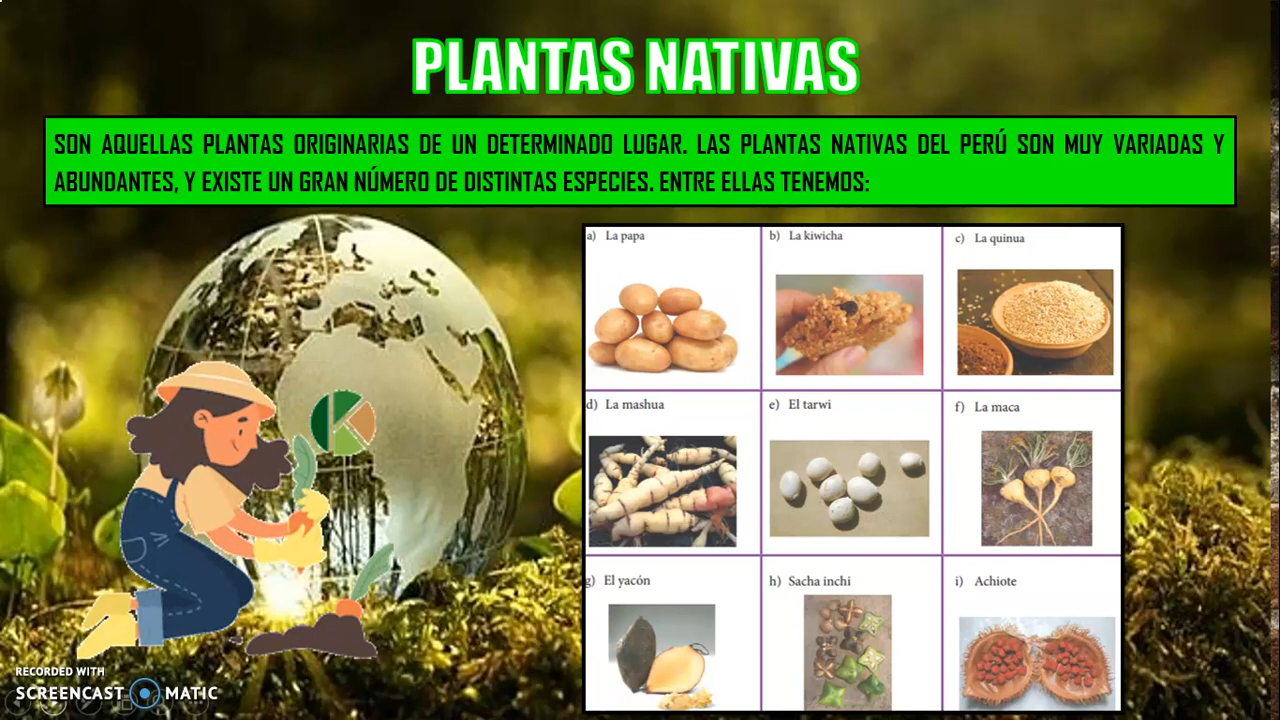 PLANTAS NATIVAS
SON AQUELLAS PLANTAS ORIGINARIAS DE UN DETERMINADO LUGAR. LAS PLANTAS NATIVAS DEL PERÚ SON MUY VARIADAS Y
ABUNDANTES, Y EXISTE UN GRAN NÚMERO DE DISTINTAS ESPECIES. ENTRE ELLAS TENEMOS:
a) La papa
b) La kiwicha
c) La quinua
d) La mashua
e) El tarwi
f) La maca
g) El yacón
h) Sacha inchi
i) Achiote
K
RECORDED WITH
SCREENCAST MATIC